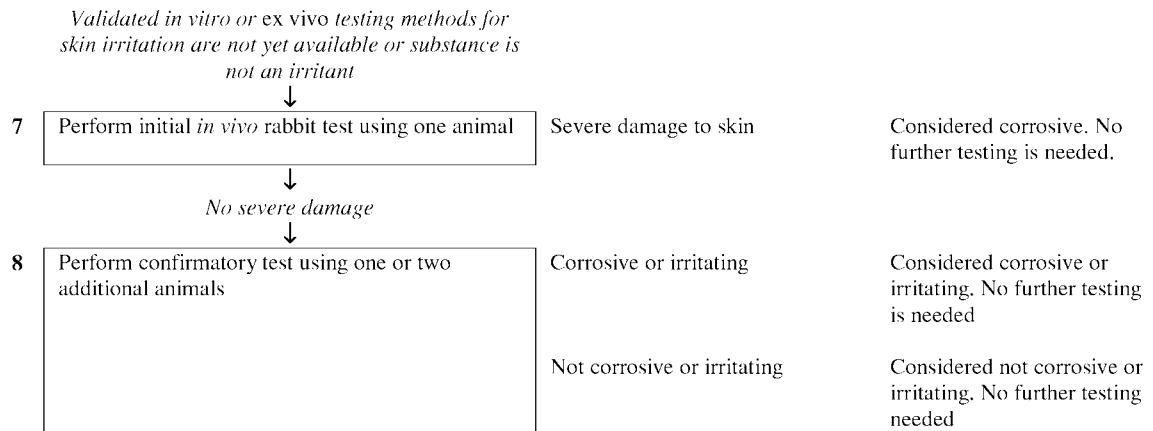 Validated in vitro or ex vivo testing methods for
skin irritation are not yet available or substance is
not an irritant
↓
7 Perform initial in vivo rabbit test using one animal
Severe damage to skin
Considered corrosive. No
further testing is needed.
↓
No severe damage
↓
8 Perform confirmatory test using one or two
additional animals
Corrosive or irritating
Considered corrosive or
irritating. No further testing
is needed
Not corrosive or irritating
Considered not corrosive or
irritating. No further testing
needed